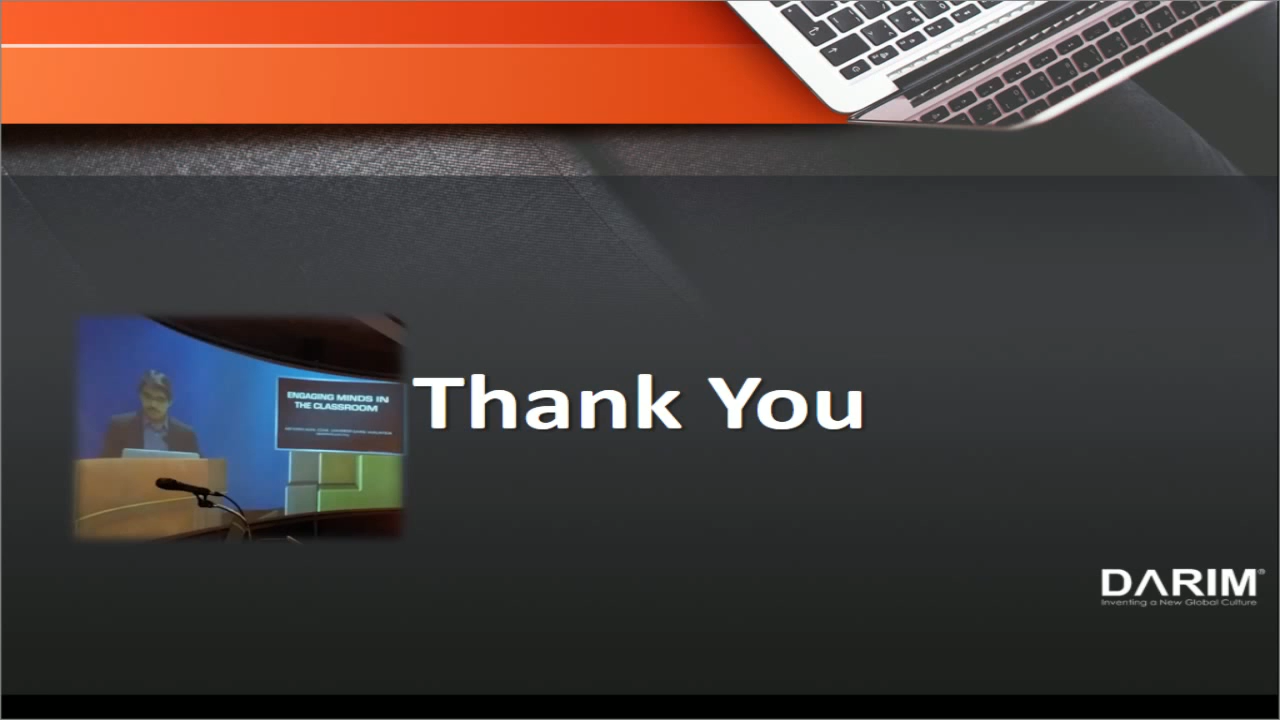 ENGAGING MINDS IN
THE CLASSROOM
Thank You
DARIM®
Inventing a New Global Culture